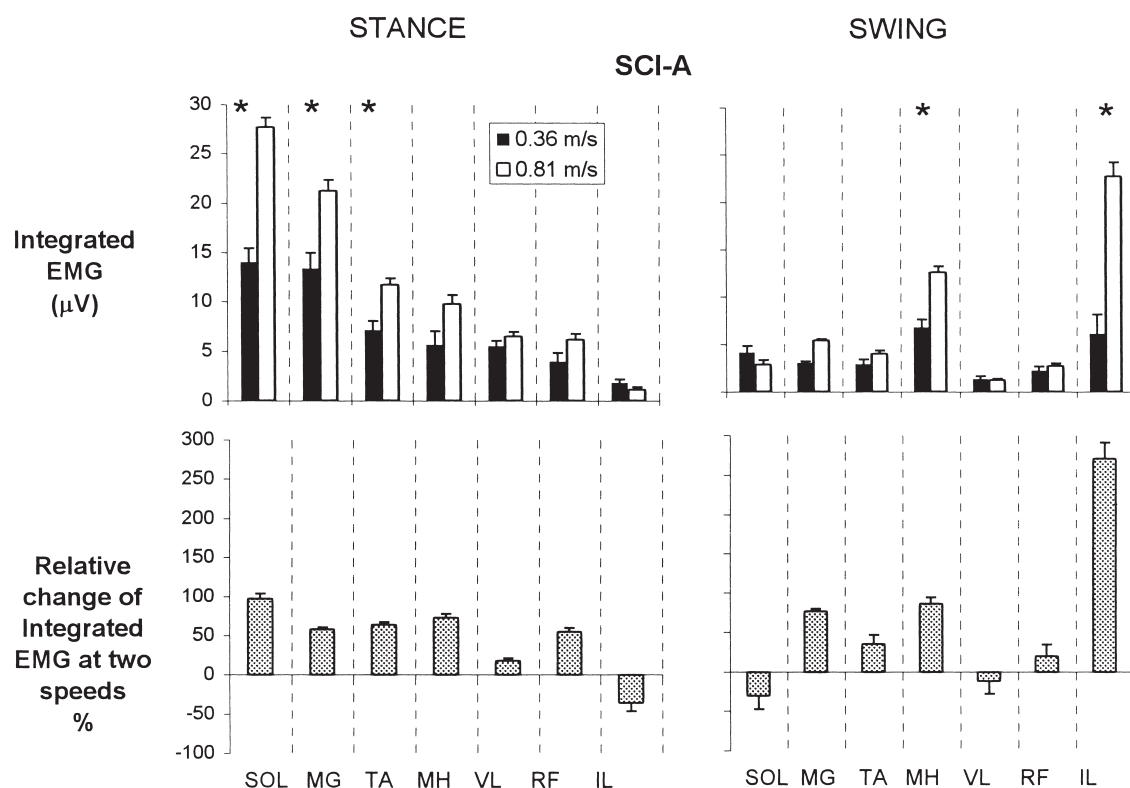 STANCE SWING
SCI-A
* * * * *
30
25
20
15
10
5
0
0.36 m/s
0.81 m/s
Integrated
EMG
(μV)
300
250
200
150
100
50
0
-50
-100
Relative
change of
Integrated
EMG at two
speeds
%
SOL MG TA MH VL RF IL SOL MG TA MH VL RF IL